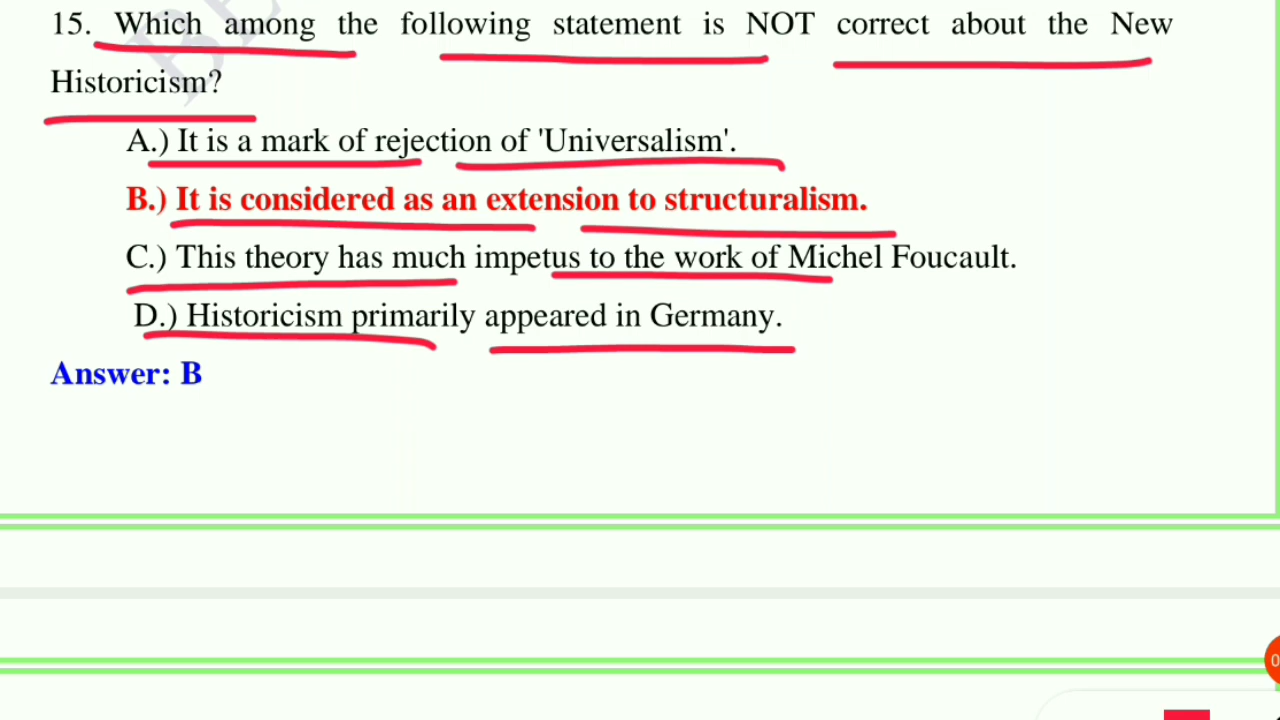 15. Which among the following statement is NOT correct about the New
Historicism?
A.) It is a mark of rejection of 'Universalism'.
B.) It is considered as an extension to structuralism.
C.) This theory has much impetus to the work of Michel Foucault.
D.) Historicism primarily appeared in Germany.
Answer: B